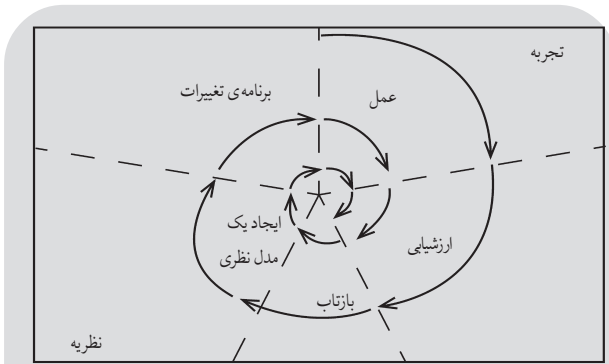 تجربه
برنامه‌ی تغییرات
عمل
ایجاد یک
مدل نظری
ارزشیابی
بازتاب
نظریه